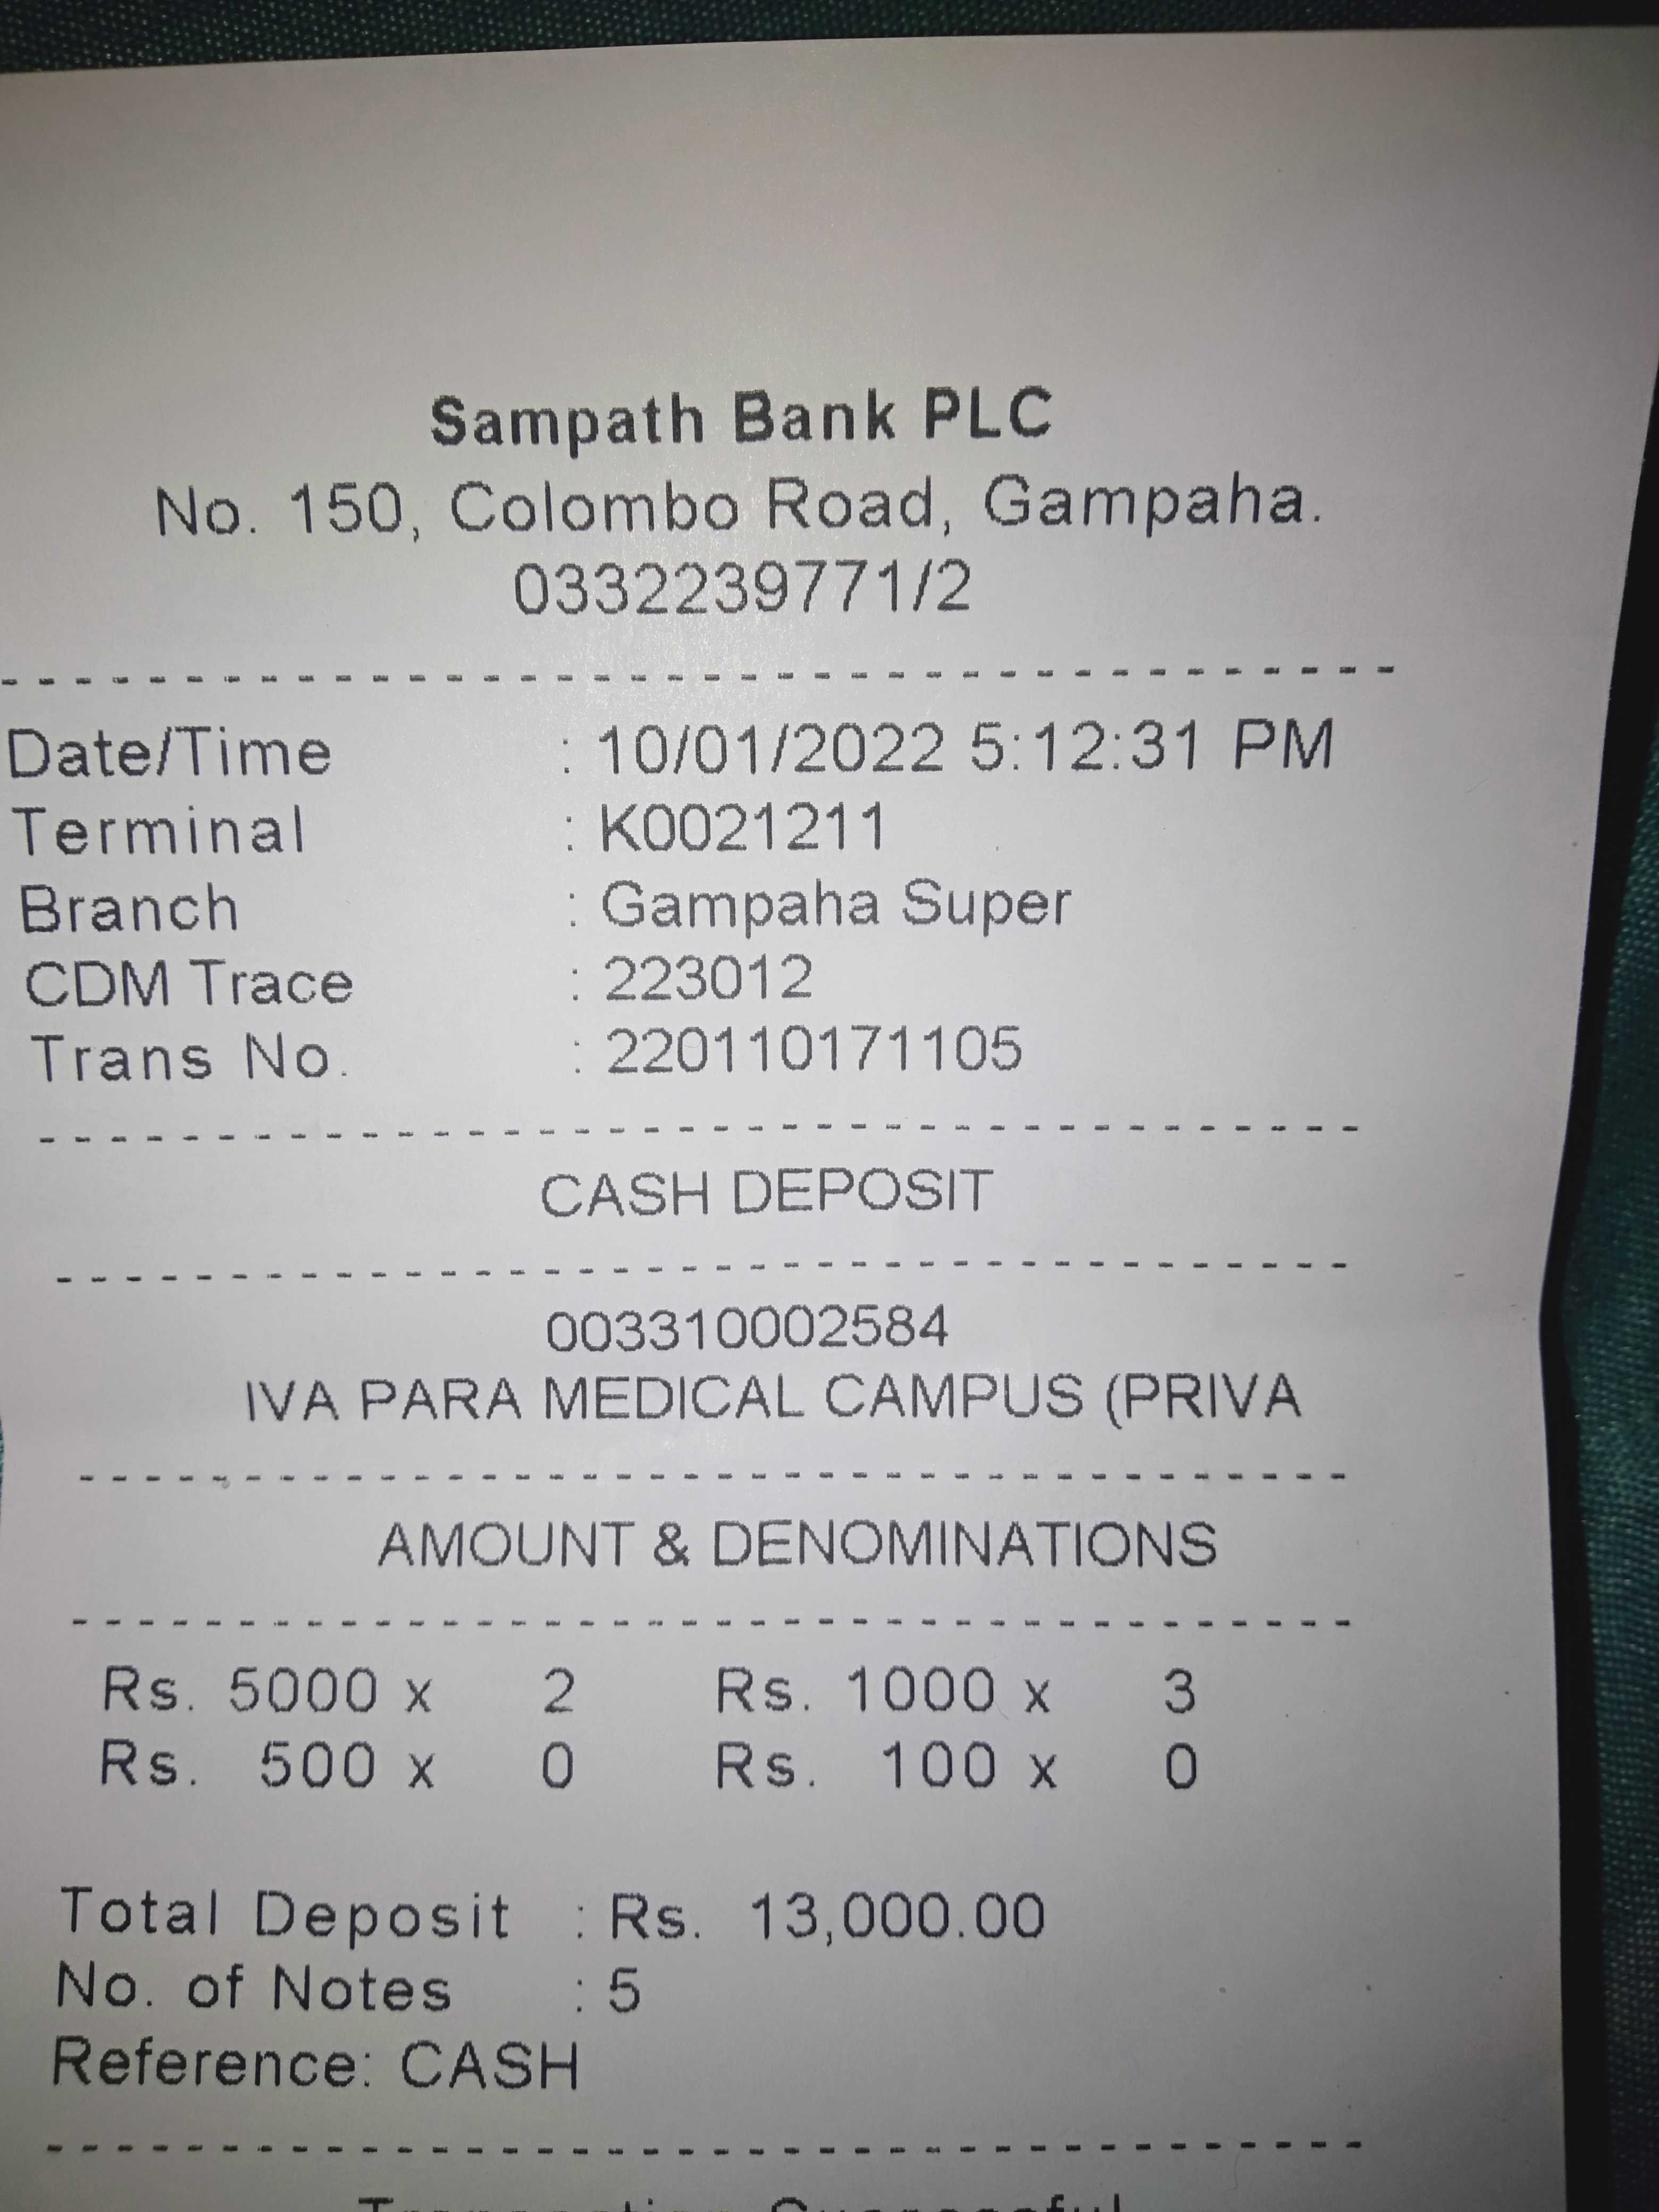 Sampath Bank PLC
No. 150, Colombo Road, Gampaha.
0332239771/2
Date/Time : 10/01/2022 5:12:31 PM
Terminal : K0021211
Branch : Gampaha Super
CDM Trace : 223012
Trans No. : 220110171105
CASH DEPOSIT
003310002584
IVA PARA MEDICAL CAMPUS (PRIVA
AMOUNT & DENOMINATIONS
Rs. 5000 x 2 Rs. 1000 x 3
Rs. 500 x 0 Rs. 100 x 0
Total Deposit : Rs. 13,000.00
No. of Notes : 5
Reference: CASH
Transaction Successful